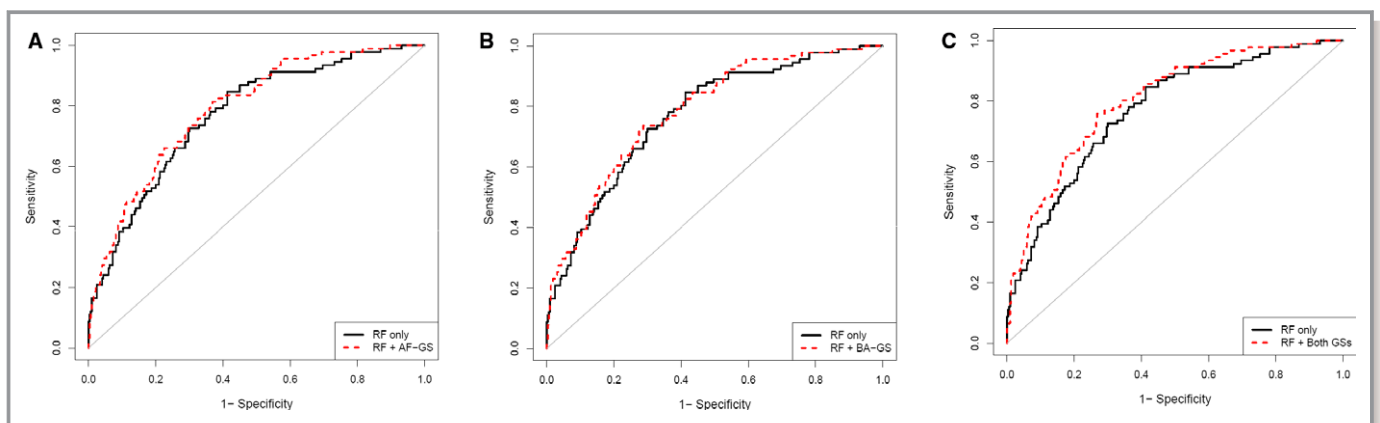 A
1.0
0.8
0.6
0.4
0.2
0.0
Sensitivity
RF only
RF + AF-GS
0.0 0.2 0.4 0.6 0.8 1.0
1- Specificity
B
1.0
0.8
0.6
0.4
0.2
0.0
Sensitivity
RF only
RF + BA-GS
0.0 0.2 0.4 0.6 0.8 1.0
1- Specificity
C
1.0
0.8
0.6
0.4
0.2
0.0
Sensitivity
RF only
RF + Both GSs
0.0 0.2 0.4 0.6 0.8 1.0
1- Specificity